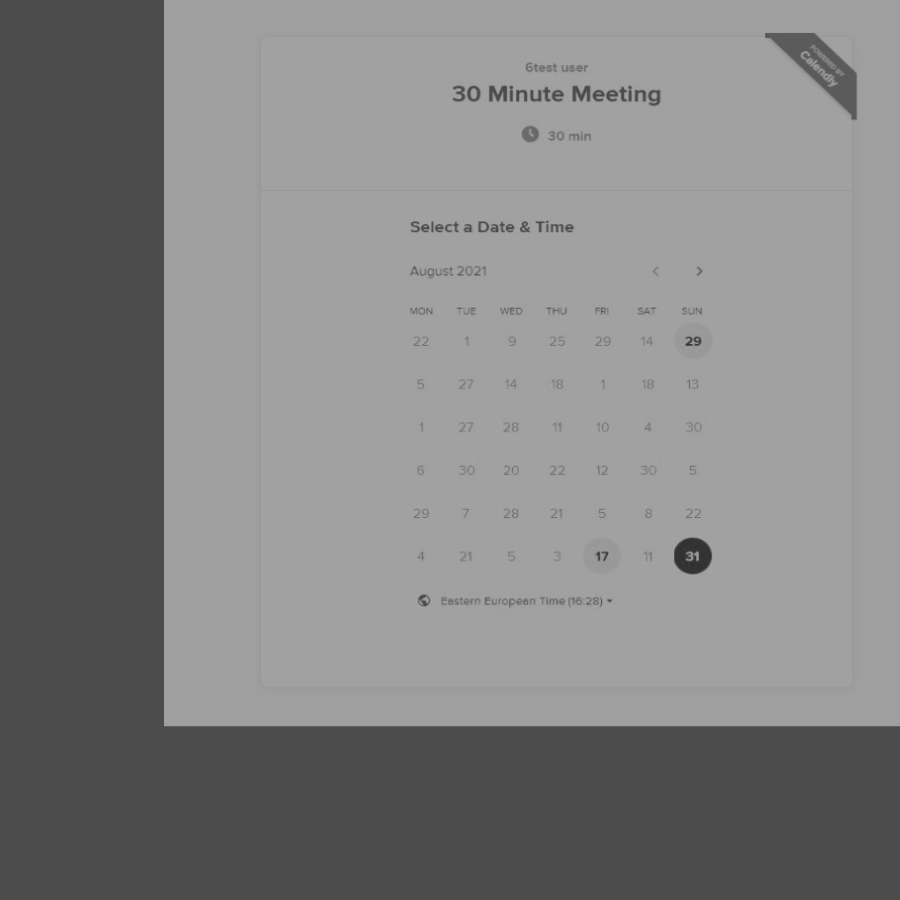 POWERED BY
Calendly
6test user
30 Minute Meeting
30 min
Select a Date & Time
August 2021
MON TUE WED THU FRI SAT SUN
22 1 9 25 29 14 29
5 27 14 18 1 18 13
1 27 28 11 10 4 30
6 30 20 22 12 30 5
29 7 28 21 5 8 22
4 21 5 3 17 11 31
Eastern European Time (16:28)